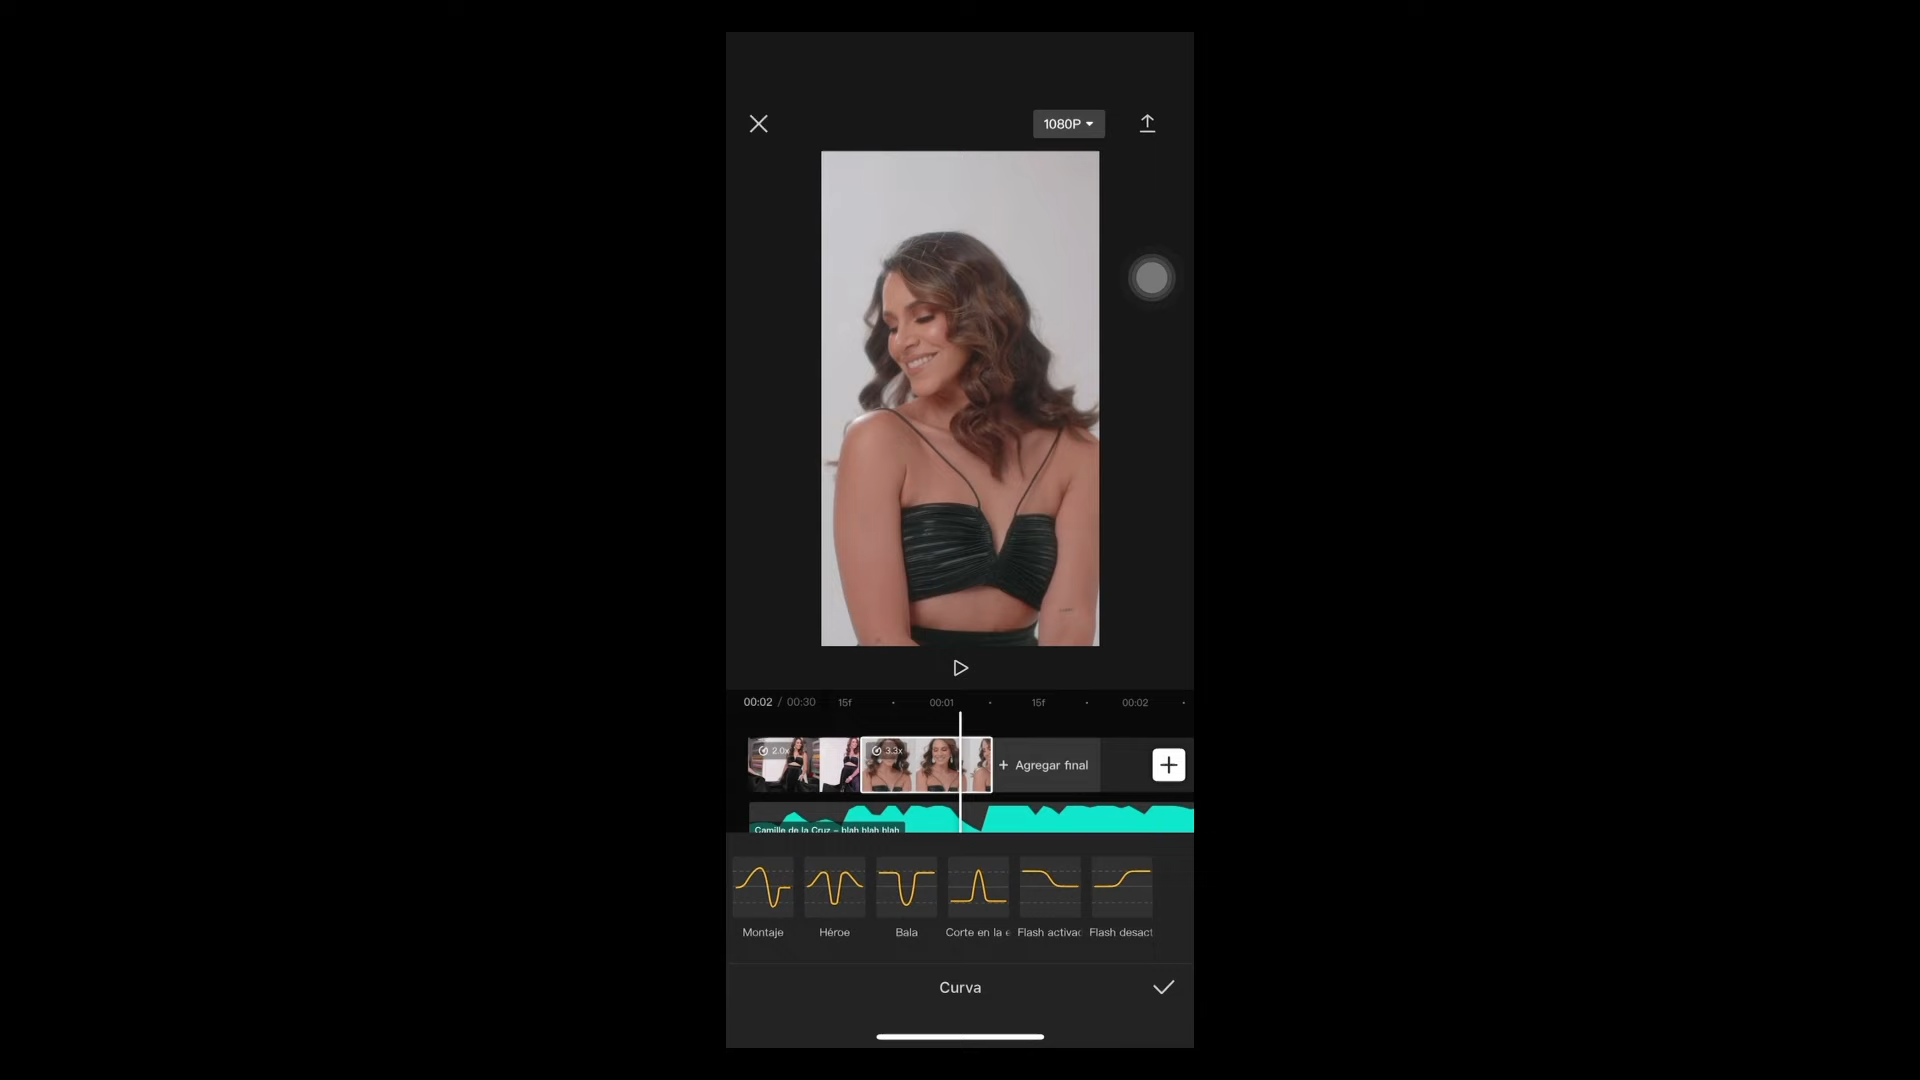 1080P
00:02 / 00:30 15f 00:01 15f 00:02
2.0x 3.3x
+ Agregar final
Camille de la Cruz – blah blah blah
Montaje Héroe Bala Corte en la e Flash activac Flash desact
Curva